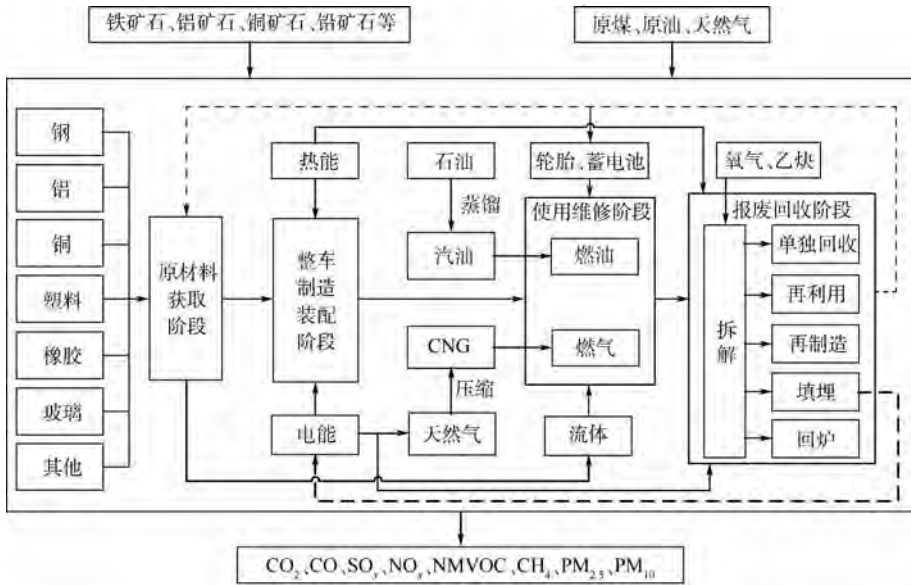 铁矿石、铝矿石、铜矿石、铅矿石等
原煤、原油、天然气
钢
铝
铜
塑料
橡胶
玻璃
其他
原材料
获取
阶段
热能
整车
制造
装配
阶段
电能
石油
蒸馏
汽油
CNG
压缩
天然气
轮胎、蓄电池
使用维修阶段
燃油
燃气
流体
氧气、乙炔
报废回收阶段
拆
解
单独回收
再利用
再制造
填埋
回炉
CO₂、CO、SOₓ、NOₓ、NMVOC、CH₄、PM₂.₅、PM₁₀